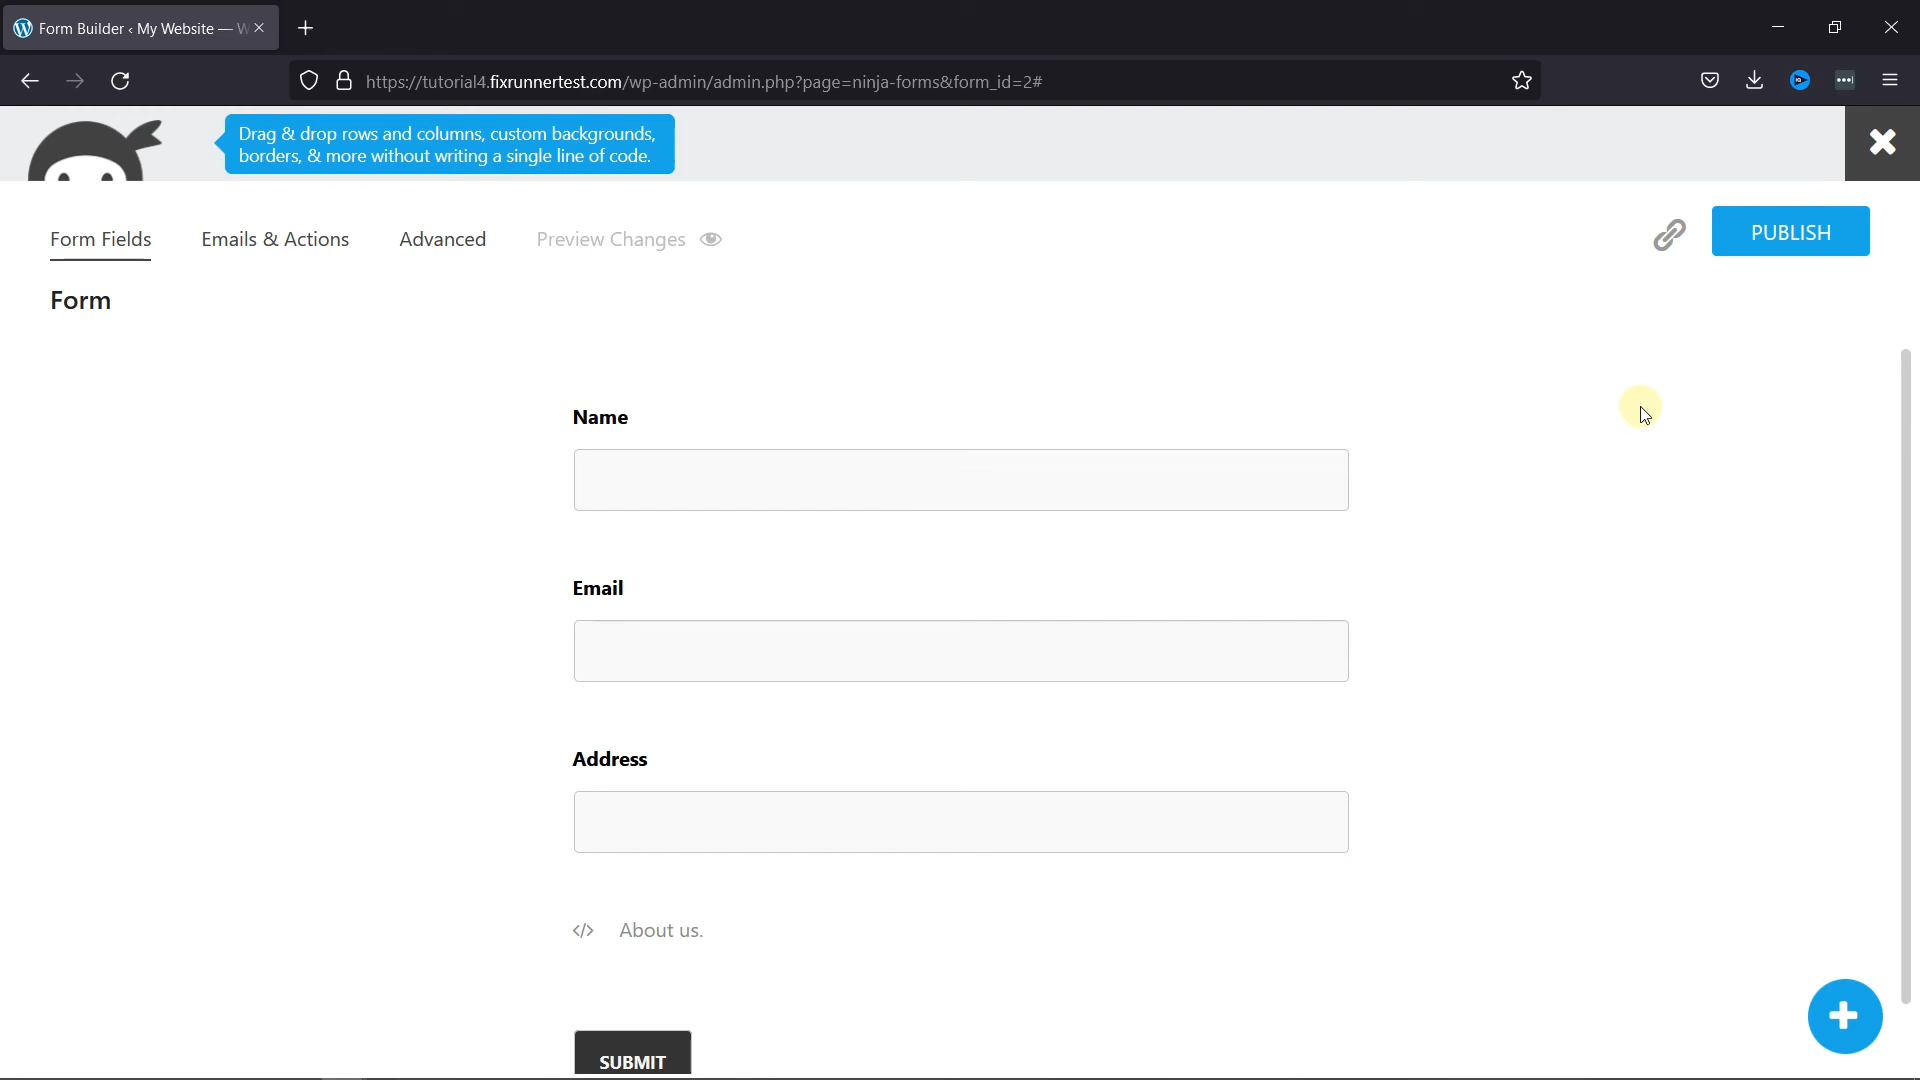 Form Builder ‹ My Website —
https://tutorial4.fixrunnertest.com/wp-admin/admin.php?page=ninja-forms&form_id=2#
Drag & drop rows and columns, custom backgrounds,
borders, & more without writing a single line of code.
Form Fields
Emails & Actions
Advanced
Preview Changes
PUBLISH
Form
Name
Email
Address
</> About us.
SUBMIT